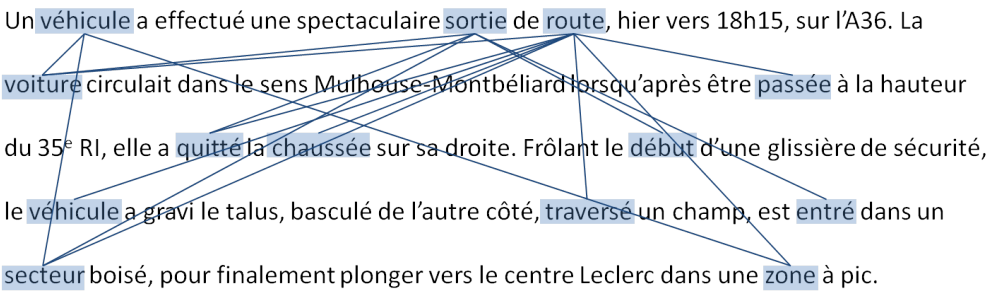 Un véhicule a effectué une spectaculaire sortie de route, hier vers 18h15, sur l’A36. La
voiture circulait dans le sens Mulhouse-Montbéliard lorsqu’après être passée à la hauteur
du 35e RI, elle a quitté la chaussée sur sa droite. Frôlant le début d’une glissière de sécurité,
le véhicule a gravi le talus, basculé de l’autre côté, traversé un champ, est entré dans un
secteur boisé, pour finalement plonger vers le centre Leclerc dans une zone à pic.